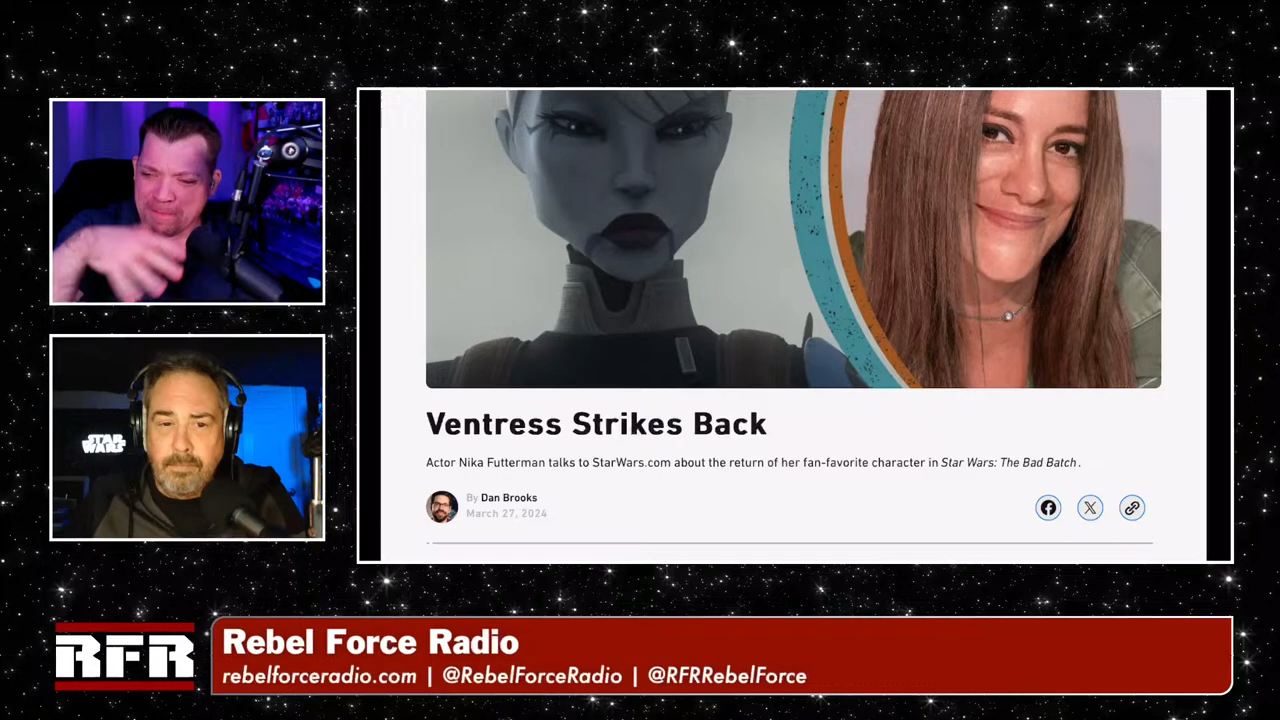 STAR
WARS
Ventress Strikes Back
Actor Nika Futterman talks to StarWars.com about the return of her fan-favorite character in Star Wars: The Bad Batch.
By Dan Brooks
March 27, 2024
RFR
Rebel Force Radio
rebelforceradio.com | @RebelForceRadio | @RFRRebelForce